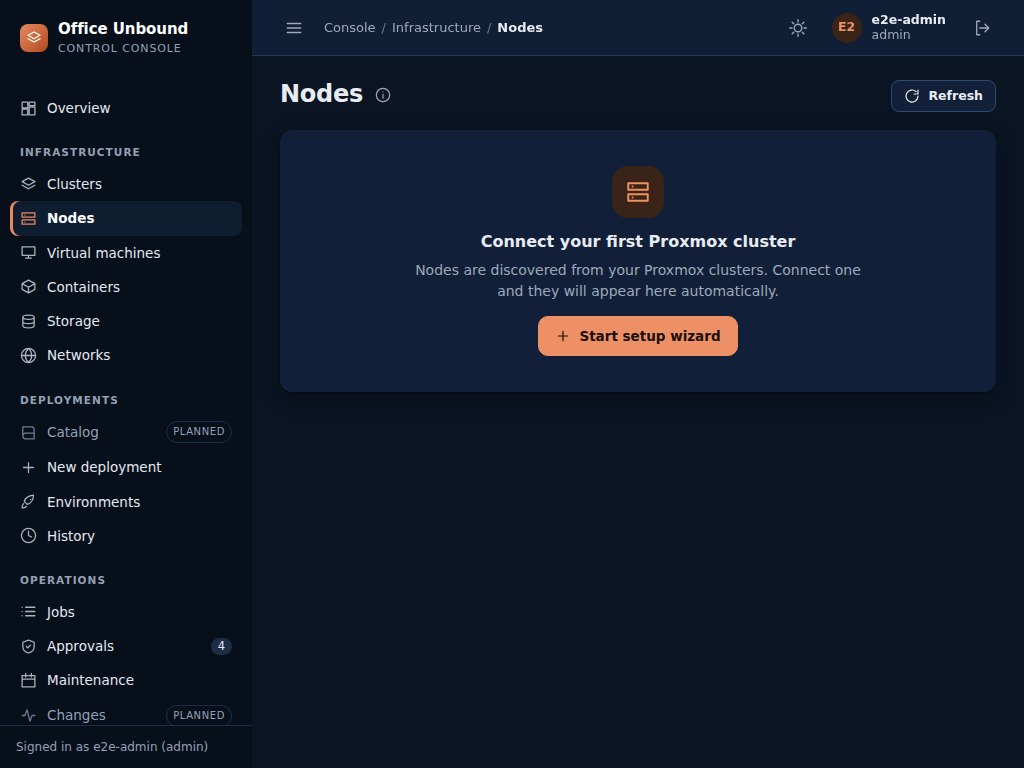 Office Unbound
CONTROL CONSOLE
Overview
INFRASTRUCTURE
Clusters
Nodes
Virtual machines
Containers
Storage
Networks
DEPLOYMENTS
Catalog PLANNED
New deployment
Environments
History
OPERATIONS
Jobs
Approvals 4
Maintenance
Changes PLANNED
Signed in as e2e-admin (admin)
Console / Infrastructure / Nodes
E2
e2e-admin
admin
Nodes
Refresh
Connect your first Proxmox cluster
Nodes are discovered from your Proxmox clusters. Connect one
and they will appear here automatically.
Start setup wizard